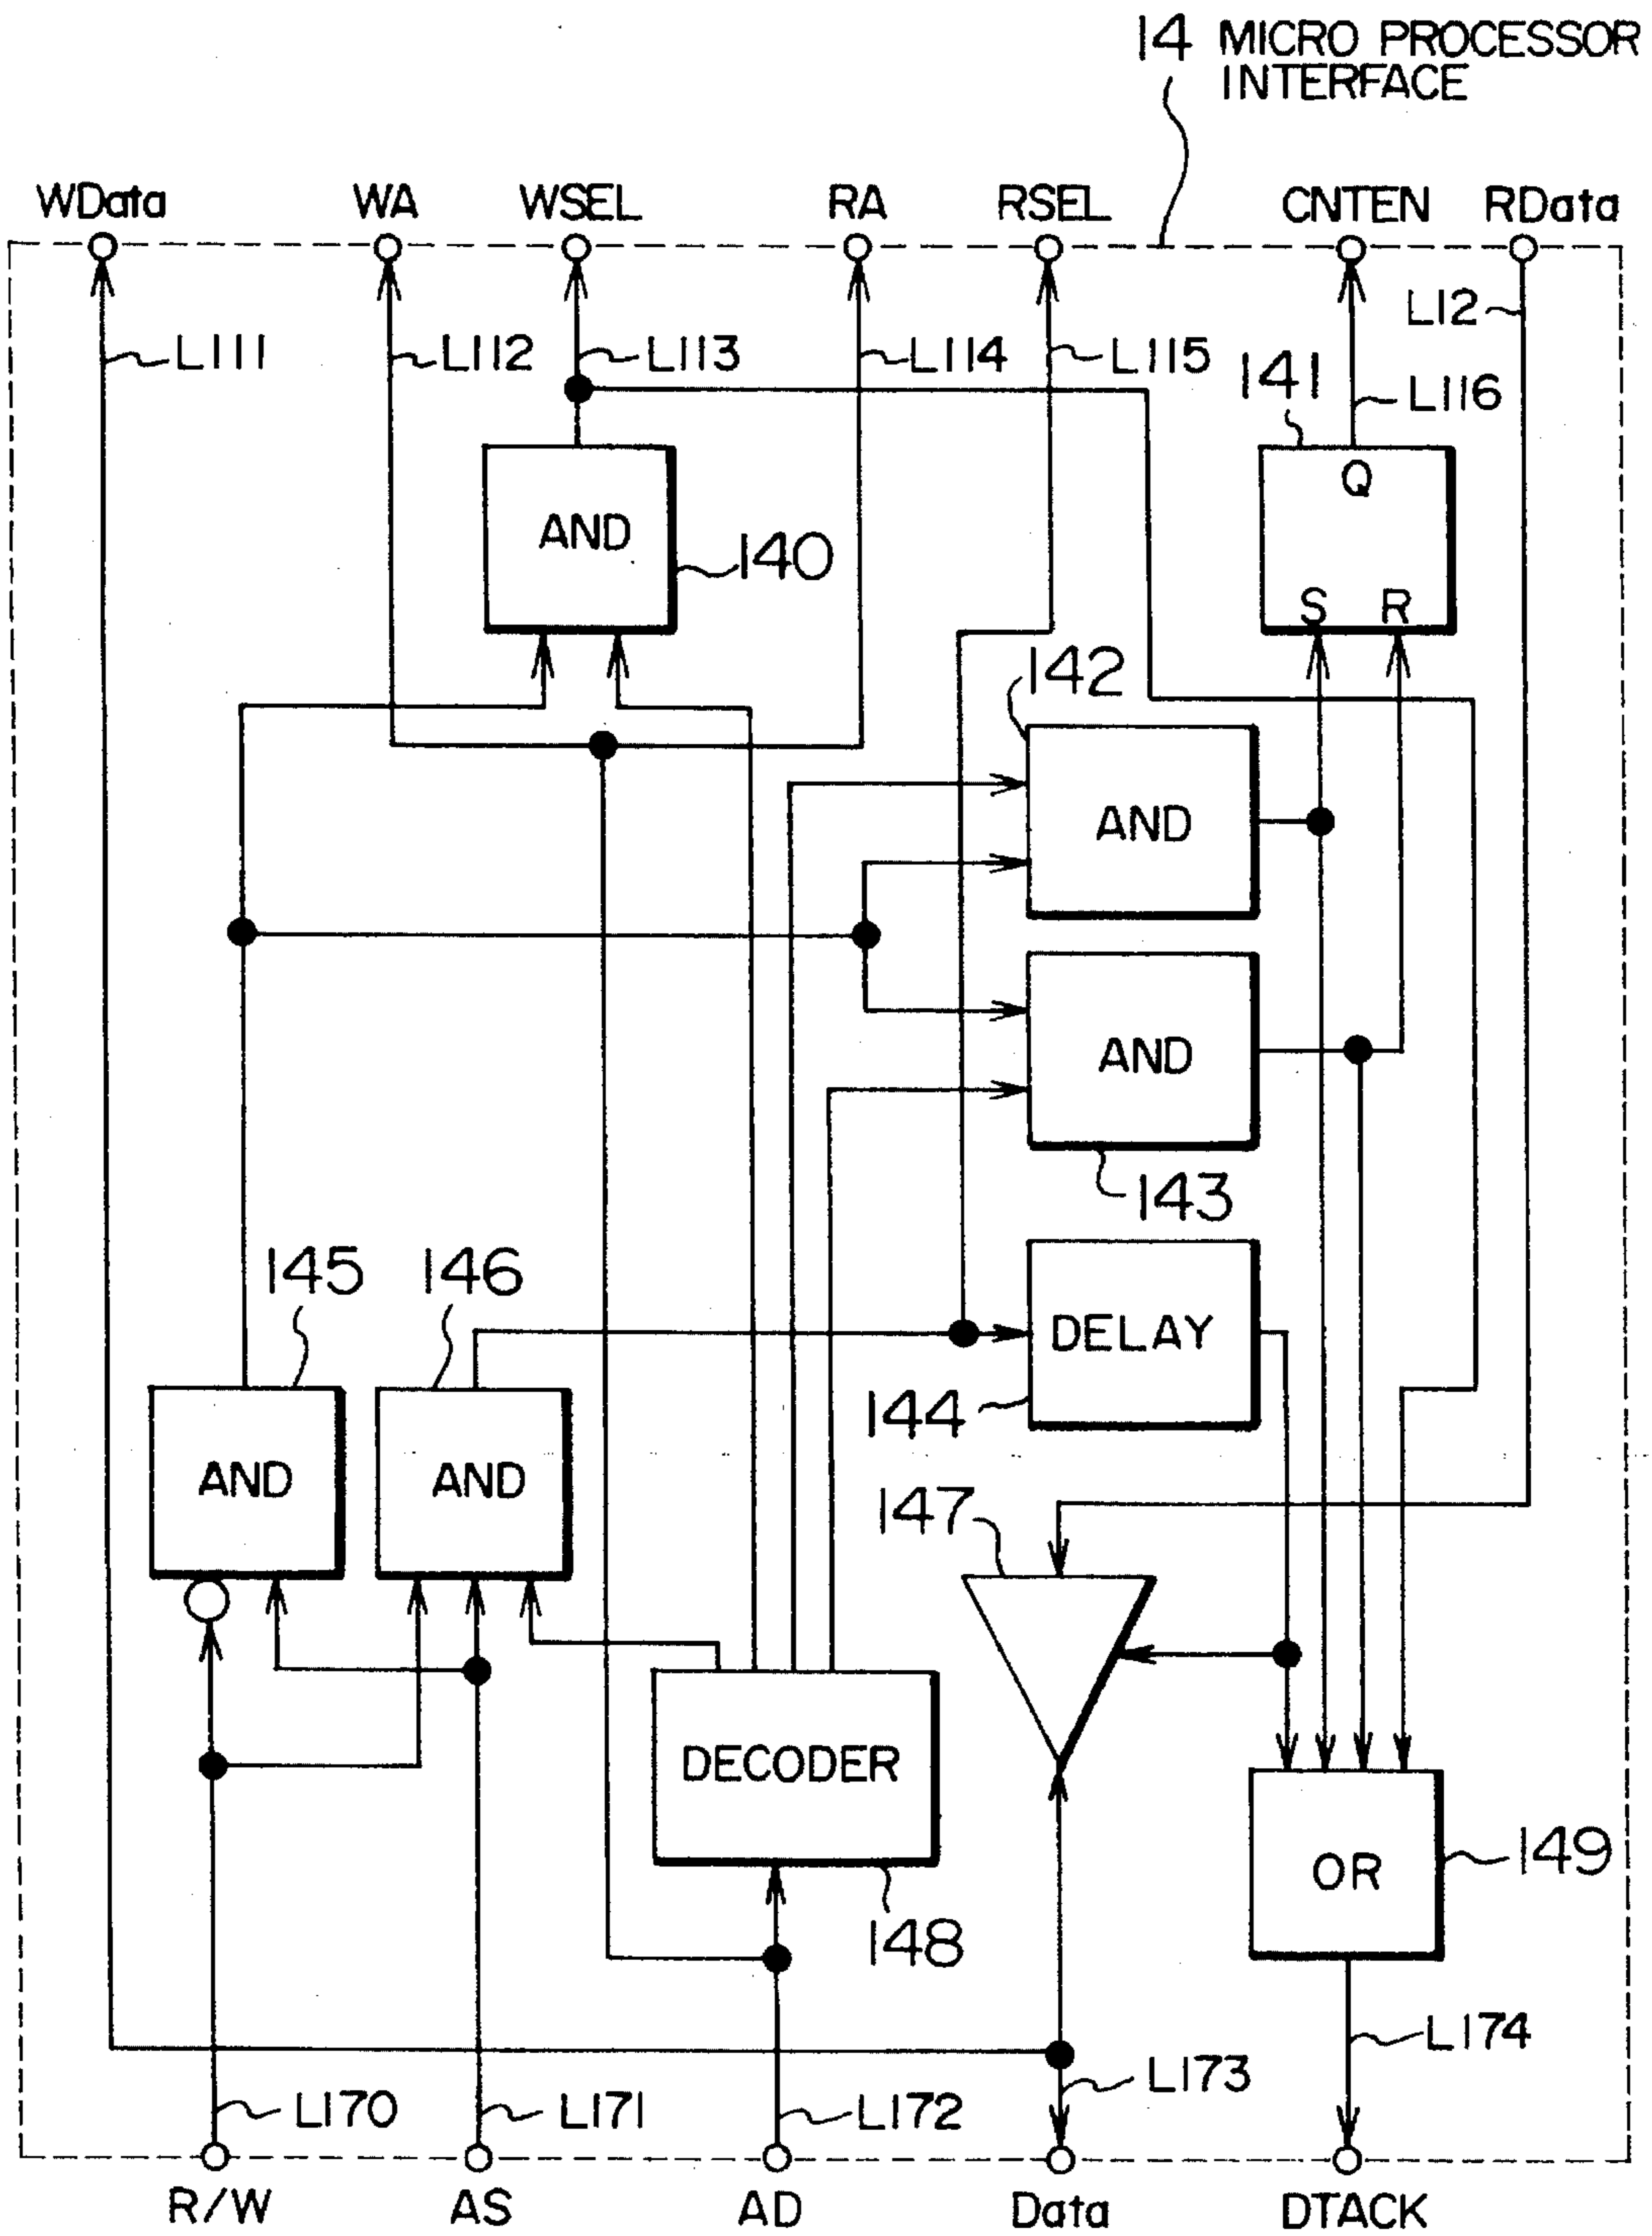 14 MICRO PROCESSOR
INTERFACE
WData WA WSEL RA RSEL CNTEN RData
L12
L111 L112 L113 L114 L115
141
L116
Q
AND
140
S R
142
AND
AND
143
145 146
DELAY
144
AND AND
147
DECODER
OR
149
148
L174
L173
L170 L171 L172
R/W AS AD Data DTACK